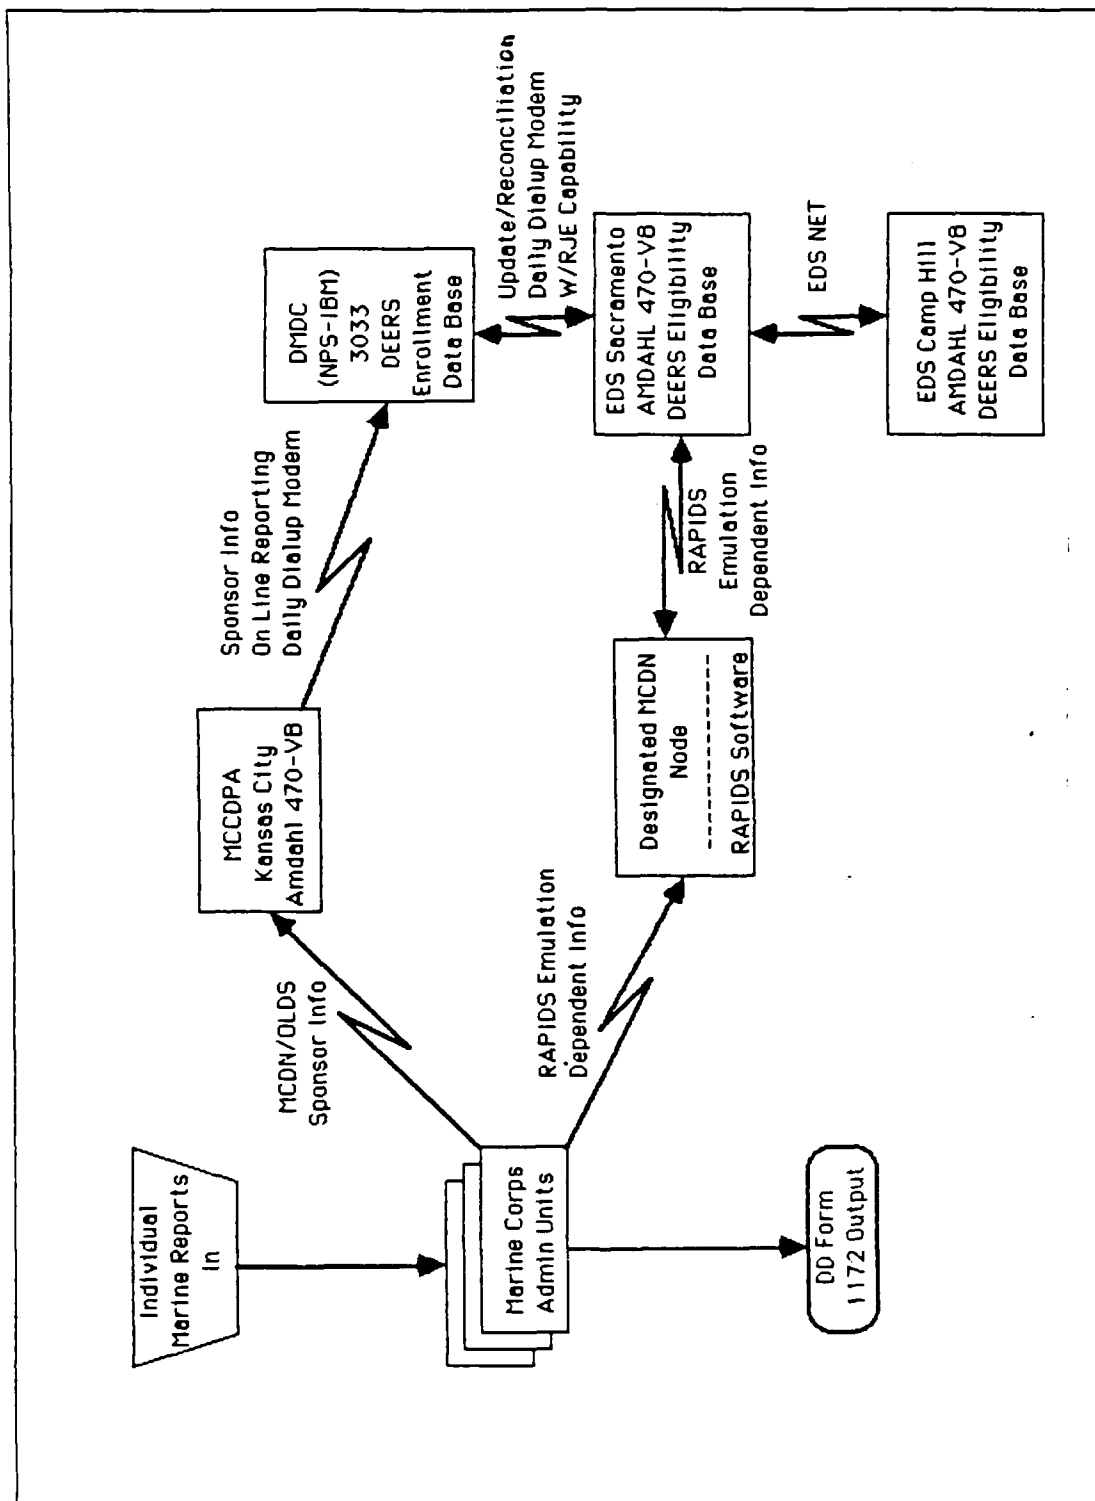 Individual
Marine Reports
In
MCDN/OLDS
Sponsor Info
MCCDPA
Kansas City
Amdahl 470-VB
Sponsor Info
On Line Reporting
Daily Dialup Modem
DMDC
(NPS-IBM)
3033
DEERS
Enrollment
Data Base
Update/Reconciliation
Daily Dialup Modem
W/RJE Capability
Marine Corps
Admin Units
RAPIDS Emulation
Dependent Info
Designated MCDN
Node
---------------
RAPIDS Software
RAPIDS
Emulation
Dependent Info
EDS Sacramento
AMDAHL 470-VB
DEERS Eligibility
Data Base
EDS NET
DD Form
1172 Output
EDS Camp Hill
AMDAHL 470-VB
DEERS Eligibility
Data Base